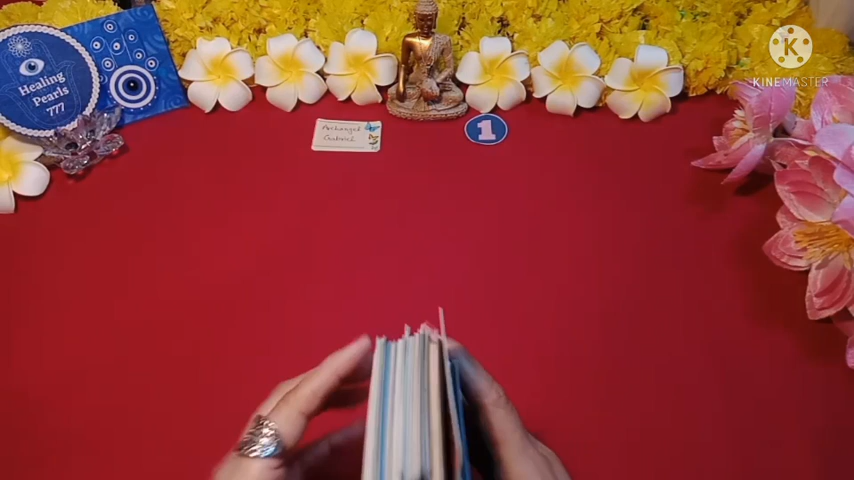 KINEMASTER
Healing
Pearls
777
Archangel
Gabriel
1